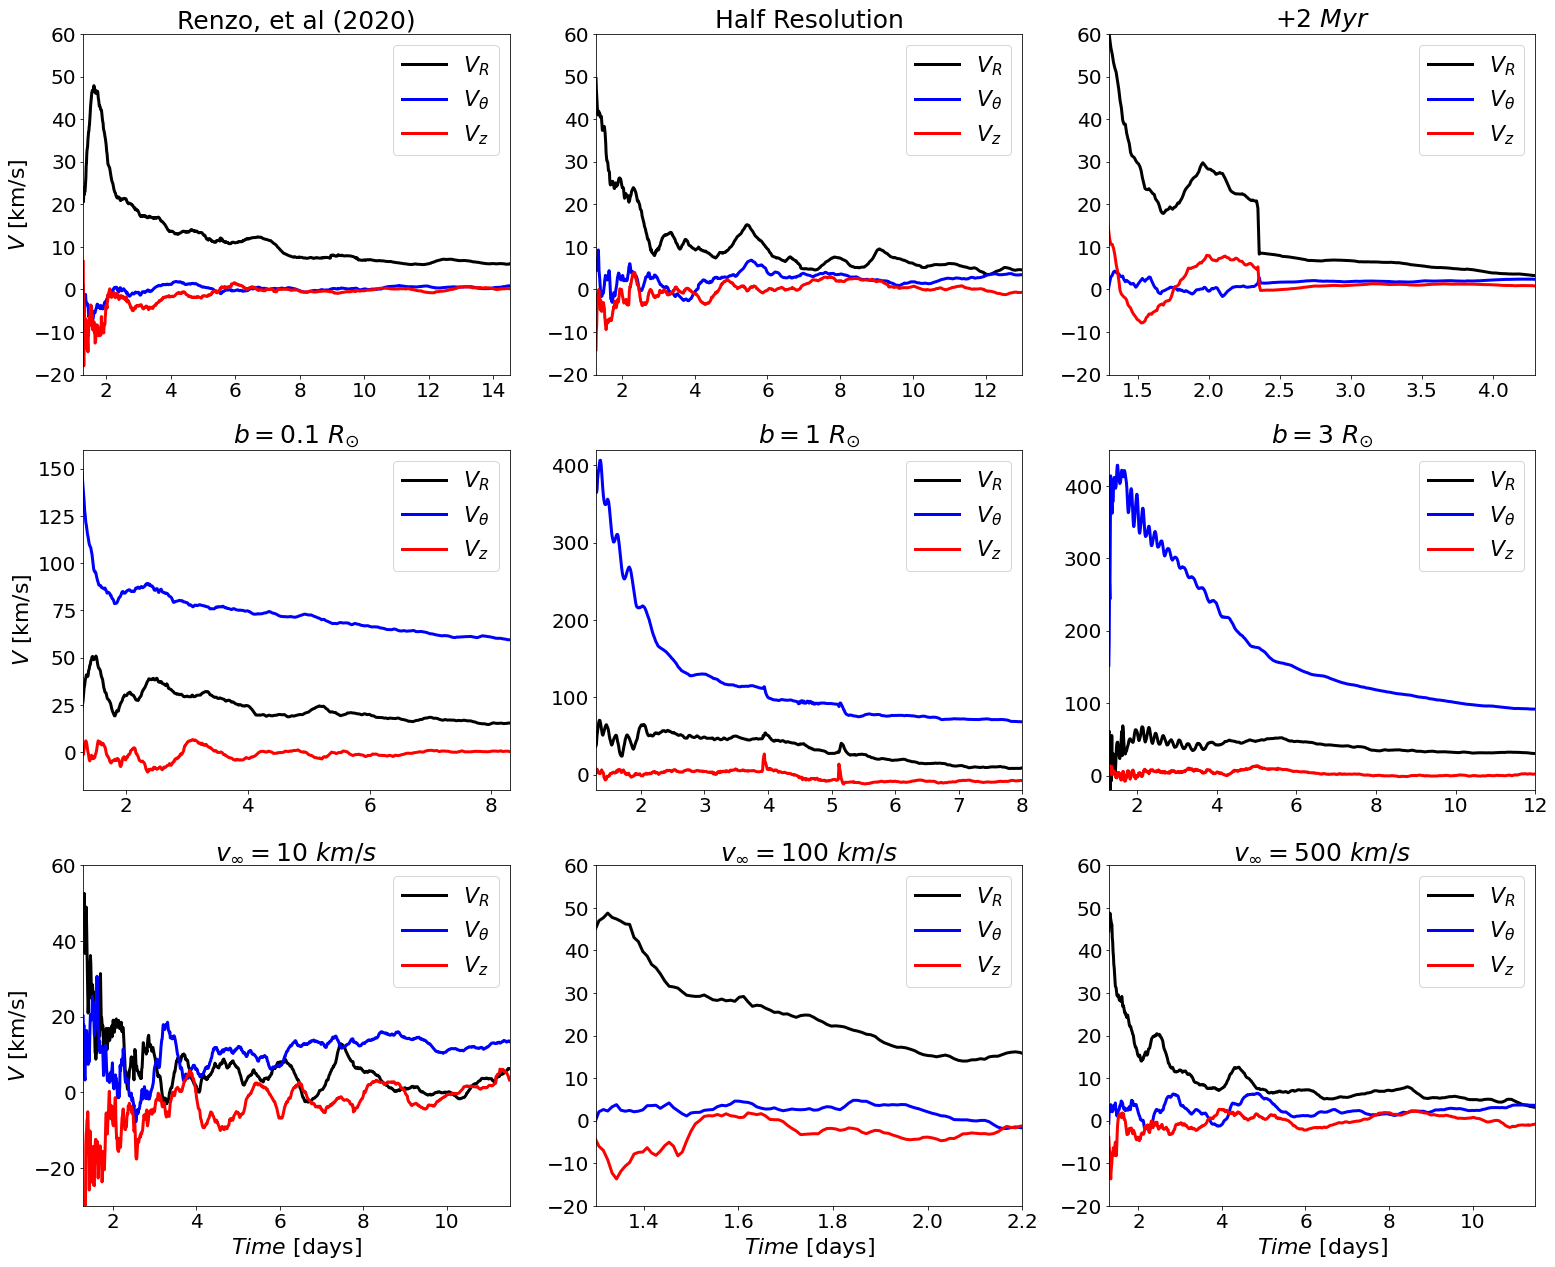 Renzo, et al (2020)
Half Resolution
+2 Myr
60
50
40
30
20
10
0
−10
−20
V [km/s]
V_R
V_θ
V_z
2 4 6 8 10 12 14
60
50
40
30
20
10
0
−10
−20
V_R
V_θ
V_z
2 4 6 8 10 12
60
50
40
30
20
10
0
−10
−20
V_R
V_θ
V_z
1.5 2.0 2.5 3.0 3.5 4.0
b = 0.1 R_⊙
b = 1 R_⊙
b = 3 R_⊙
150
125
100
75
50
25
0
V [km/s]
V_R
V_θ
V_z
2 4 6 8
400
300
200
100
0
V_R
V_θ
V_z
2 3 4 5 6 7 8
400
300
200
100
0
V_R
V_θ
V_z
2 4 6 8 10 12
v_∞ = 10 km/s
v_∞ = 100 km/s
v_∞ = 500 km/s
60
40
20
0
−20
V [km/s]
V_R
V_θ
V_z
2 4 6 8 10
Time [days]
60
50
40
30
20
10
0
−10
−20
V_R
V_θ
V_z
1.4 1.6 1.8 2.0 2.2
Time [days]
60
50
40
30
20
10
0
−10
−20
V_R
V_θ
V_z
2 4 6 8 10
Time [days]